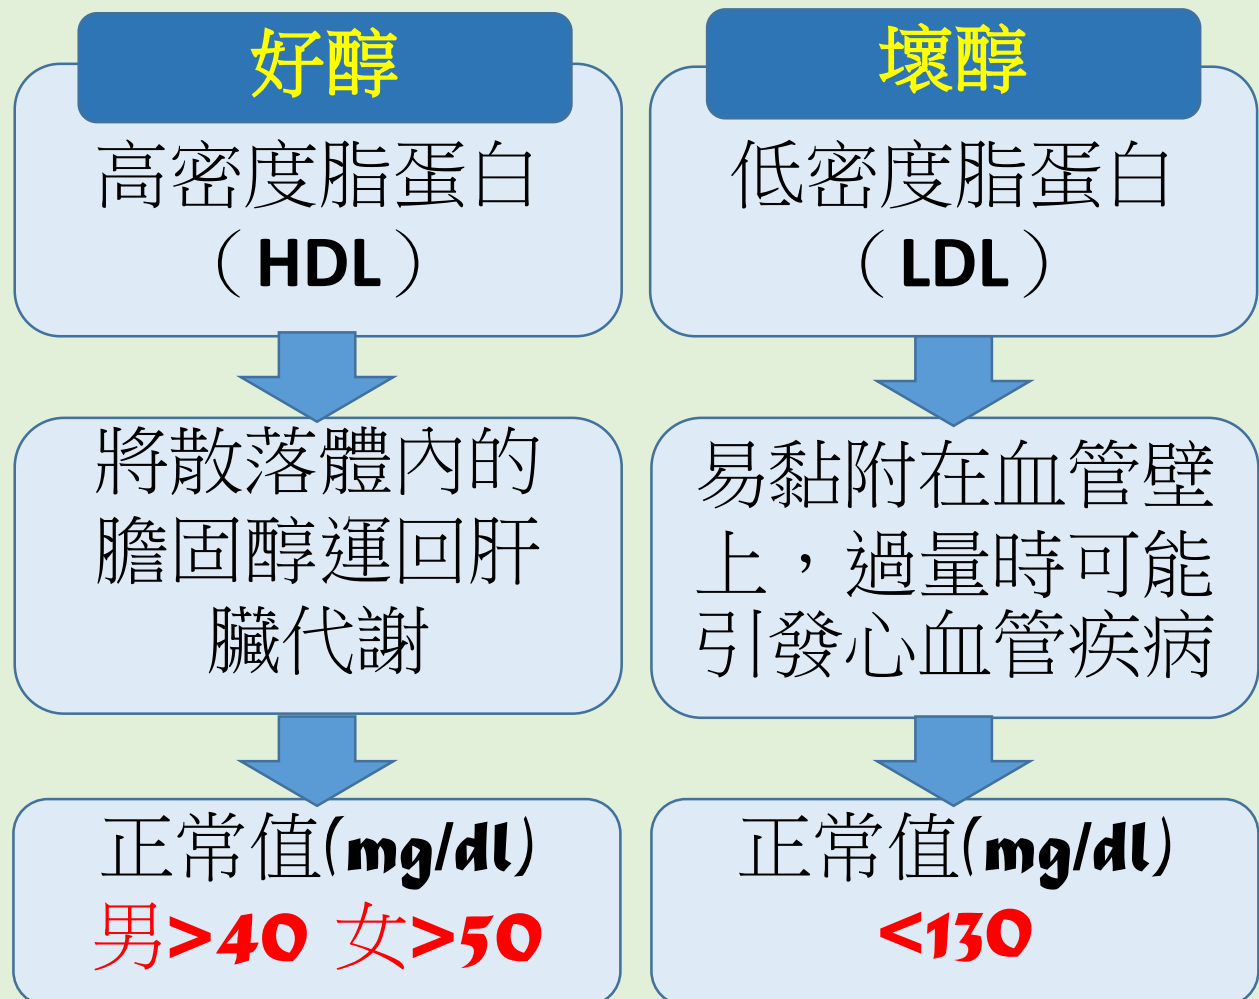 好醇
高密度脂蛋白
（HDL）
將散落體內的
膽固醇運回肝
臟代謝
正常值(mg/dl)
男>40 女>50
壞醇
低密度脂蛋白
（LDL）
易黏附在血管壁
上，過量時可能
引發心血管疾病
正常值(mg/dl)
<130